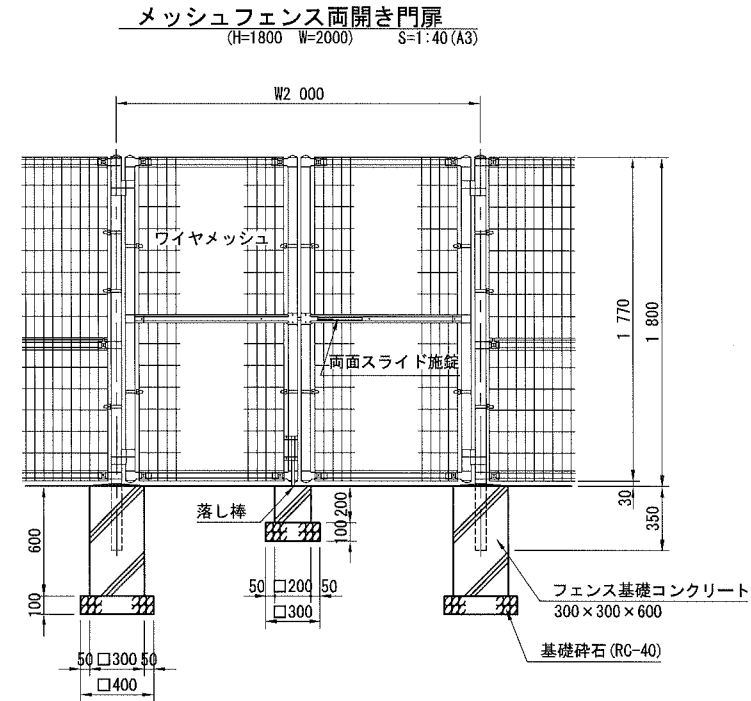 メッシュフェンス両開き門扉
(H=1800 W=2000) S=1:40(A3)
W2 000
ワイヤメッシュ
両面スライド施錠
1 770
1 800
30
350
落し棒
600
100
100
200
50 □200 50
□300
50 □300 50
□400
フェンス基礎コンクリート
300×300×600
基礎砕石(RC-40)